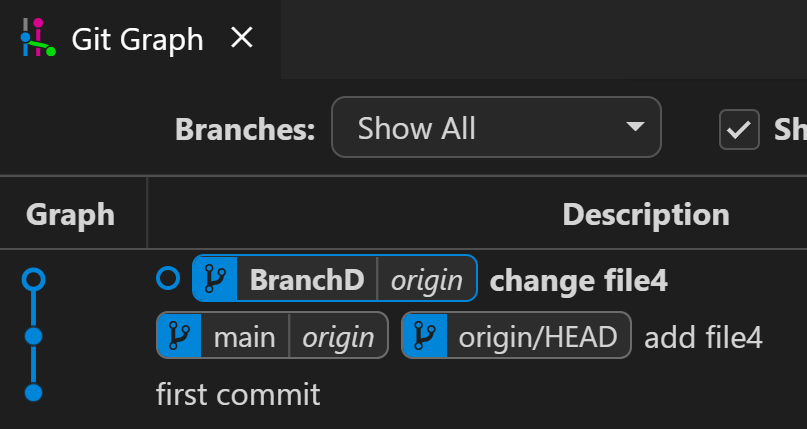 Git Graph
Branches: Show All Sh
Graph Description
BranchD origin change file4
main origin origin/HEAD add file4
first commit